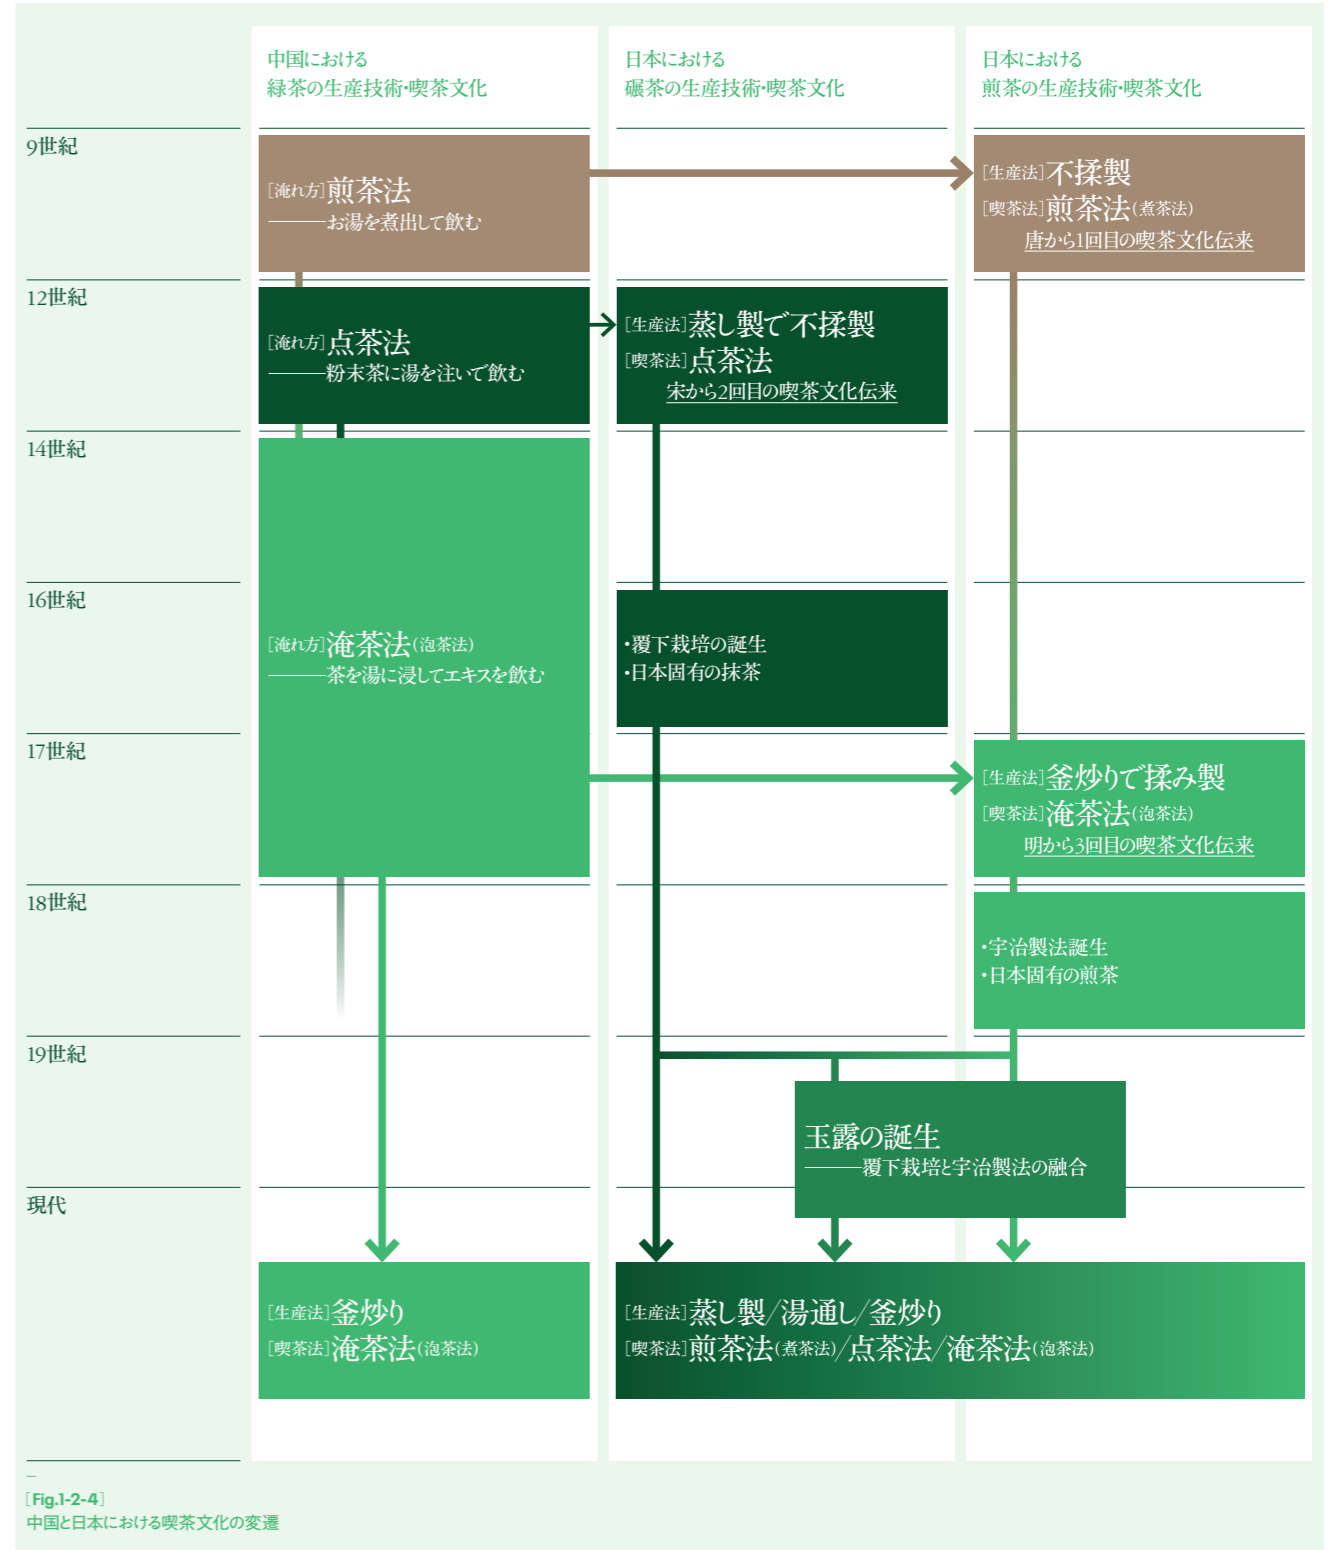 中国における
緑茶の生産技術・喫茶文化
日本における
碾茶の生産技術・喫茶文化
日本における
煎茶の生産技術・喫茶文化
9世紀
[淹れ方]煎茶法
———お湯を煮出して飲む
[生産法]不揉製
[喫茶法]煎茶法(煮茶法)
唐から1回目の喫茶文化伝来
12世紀
[淹れ方]点茶法
———粉末茶に湯を注いで飲む
[生産法]蒸し製で不揉製
[喫茶法]点茶法
宋から2回目の喫茶文化伝来
14世紀
16世紀
[淹れ方]淹茶法(泡茶法)
———茶を湯に浸してエキスを飲む
・覆下栽培の誕生
・日本固有の抹茶
17世紀
[生産法]釜炒りで揉み製
[喫茶法]淹茶法(泡茶法)
明から3回目の喫茶文化伝来
18世紀
・宇治製法誕生
・日本固有の煎茶
19世紀
玉露の誕生
———覆下栽培と宇治製法の融合
現代
[生産法]釜炒り
[喫茶法]淹茶法(泡茶法)
[生産法]蒸し製/湯通し/釜炒り
[喫茶法]煎茶法(煮茶法)/点茶法/淹茶法(泡茶法)
[Fig.1-2-4]
中国と日本における喫茶文化の変遷